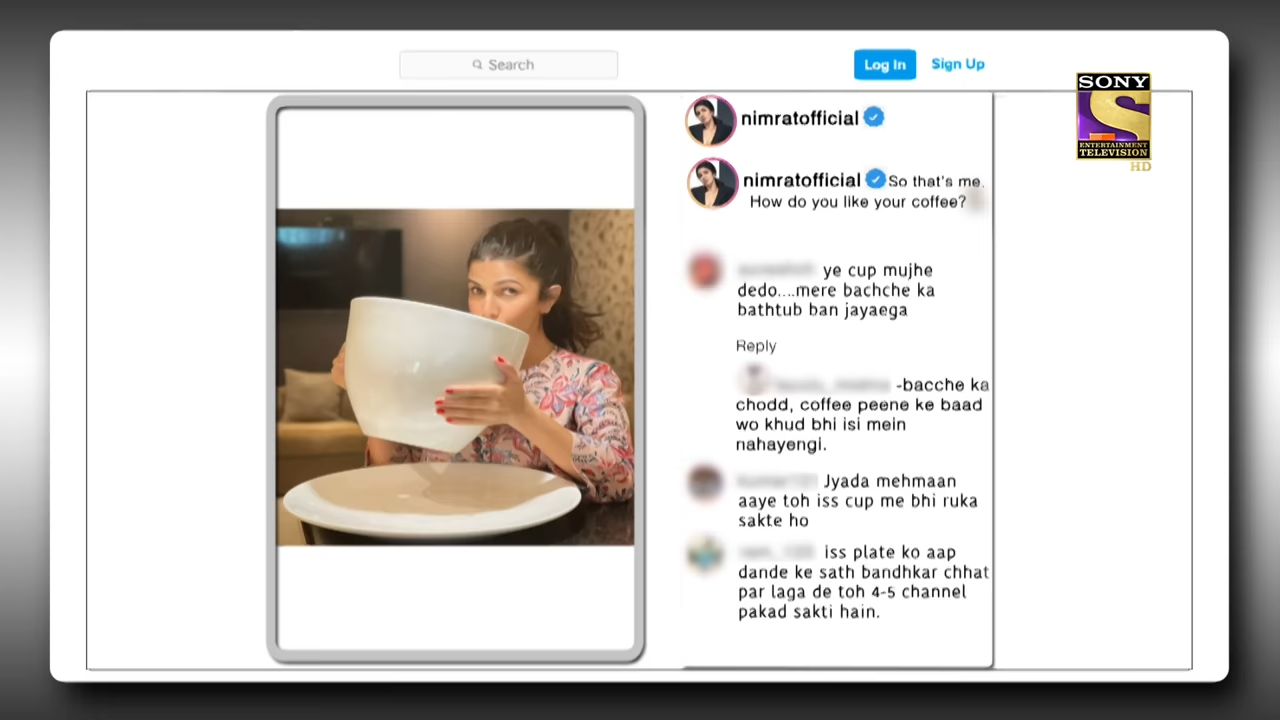 Search
Log In
Sign Up
SONY
ENTERTAINMENT
TELEVISION
HD
nimratofficial
nimratofficial So that's me.
How do you like your coffee?
ye cup mujhe
dedo....mere bachche ka
bathtub ban jayaega
Reply
-bacche ka
chodd, coffee peene ke baad
wo khud bhi isi mein
nahayengi.
Jyada mehmaan
aaye toh iss cup me bhi ruka
sakte ho
iss plate ko aap
dande ke sath bandhkar chhat
par laga de toh 4-5 channel
pakad sakti hain.